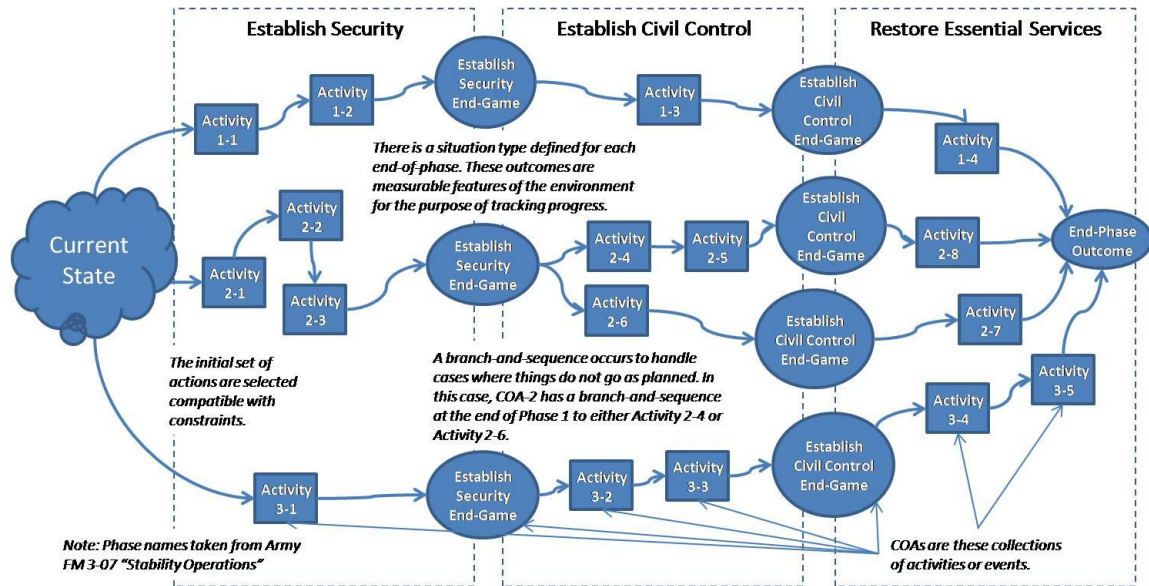 Establish Security
Establish Civil Control
Restore Essential Services
Establish
Security
End-Game
Activity
1-1
Activity
1-2
Activity
1-3
Establish
Civil
Control
End-Game
Activity
1-4
There is a situation type defined for each
end-of-phase. These outcomes are
measurable features of the environment
for the purpose of tracking progress.
Current
State
Activity
2-1
Activity
2-2
Activity
2-3
Establish
Security
End-Game
Activity
2-4
Activity
2-5
Establish
Civil
Control
End-Game
Activity
2-8
End-Phase
Outcome
Activity
2-6
Establish
Civil Control
End-Game
Activity
2-7
The initial set of
actions are selected
compatible with
constraints.
A branch-and-sequence occurs to handle
cases where things do not go as planned. In
this case, COA-2 has a branch-and-sequence
at the end of Phase 1 to either Activity 2-4 or
Activity 2-6.
Activity
3-1
Establish
Security
End-Game
Activity
3-2
Activity
3-3
Establish
Civil Control
End-Game
Activity
3-4
Activity
3-5
Note: Phase names taken from Army
FM 3-07 “Stability Operations”
COAs are these collections
of activities or events.